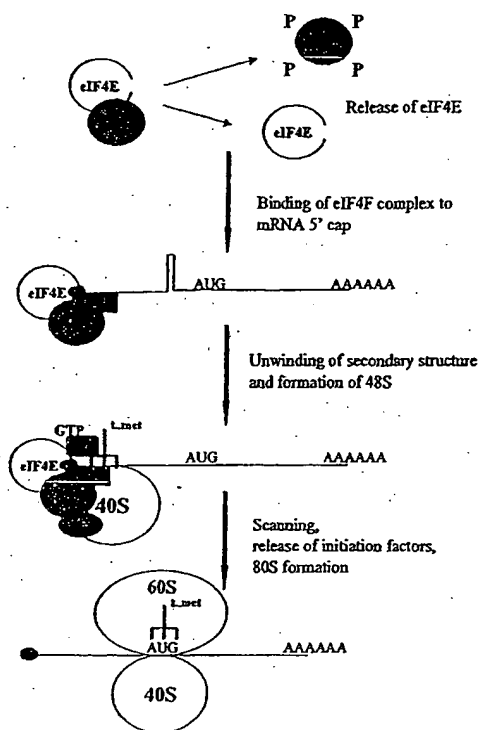 P P
eIF4E
P P
Release of eIF4E
eIF4E
Binding of eIF4F complex to
mRNA 5' cap
AUG AAAAAA
eIF4E
Unwinding of secondary structure
and formation of 48S
t_met
GTP
AUG AAAAAA
eIF4E
40S
Scanning,
release of initiation factors,
80S formation
60S
t_met
AUG AAAAAA
40S